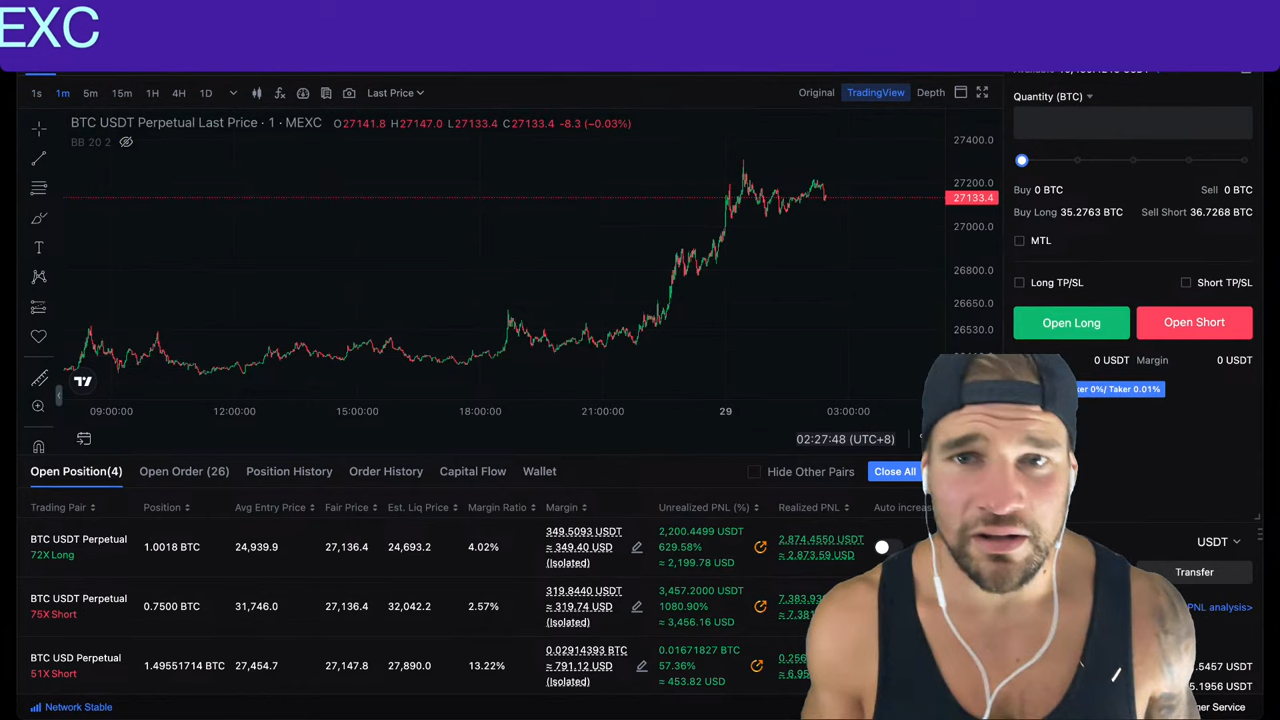 EXC
1s 1m 5m 15m 1H 4H 1D Last Price Original TradingView Depth
Quantity (BTC)
BTC USDT Perpetual Last Price · 1 · MEXC O27141.8 H27147.0 L27133.4 C27133.4 -8.3 (-0.03%)
BB 20 2
27400.0
27200.0
27133.4
27000.0
26800.0
26650.0
26530.0
Buy 0 BTC Sell 0 BTC
Buy Long 35.2763 BTC Sell Short 36.7268 BTC
MTL
Long TP/SL Short TP/SL
Open Long Open Short
0 USDT Margin 0 USDT
0%/ Taker 0.01%
09:00:00 12:00:00 15:00:00 18:00:00 21:00:00 29 03:00:00
02:27:48 (UTC+8)
Open Position(4) Open Order (26) Position History Order History Capital Flow Wallet Hide Other Pairs Close All
Trading Pair Position Avg Entry Price Fair Price Est. Liq Price Margin Ratio Margin Unrealized PNL (%) Realized PNL Auto
BTC USDT Perpetual
72X Long
1.0018 BTC 24,939.9 27,136.4 24,693.2 4.02%
349.5093 USDT
≈ 349.40 USD
(Isolated)
2,200.4499 USDT
629.58%
≈ 2,199.78 USD
2,874.4550 USDT
≈ 2,873.59 USD
BTC USDT Perpetual
75X Short
0.7500 BTC 31,746.0 27,136.4 32,042.2 2.57%
319.8440 USDT
≈ 319.74 USD
(Isolated)
3,457.2000 USDT
1080.90%
≈ 3,456.16 USD
BTC USD Perpetual
51X Short
1.49551714 BTC 27,454.7 27,147.8 27,890.0 13.22%
0.02914393 BTC
≈ 791.12 USD
(Isolated)
0.01671827 BTC
57.36%
≈ 453.82 USD
USDT
Transfer
PNL analysis>
Network Stable
Service